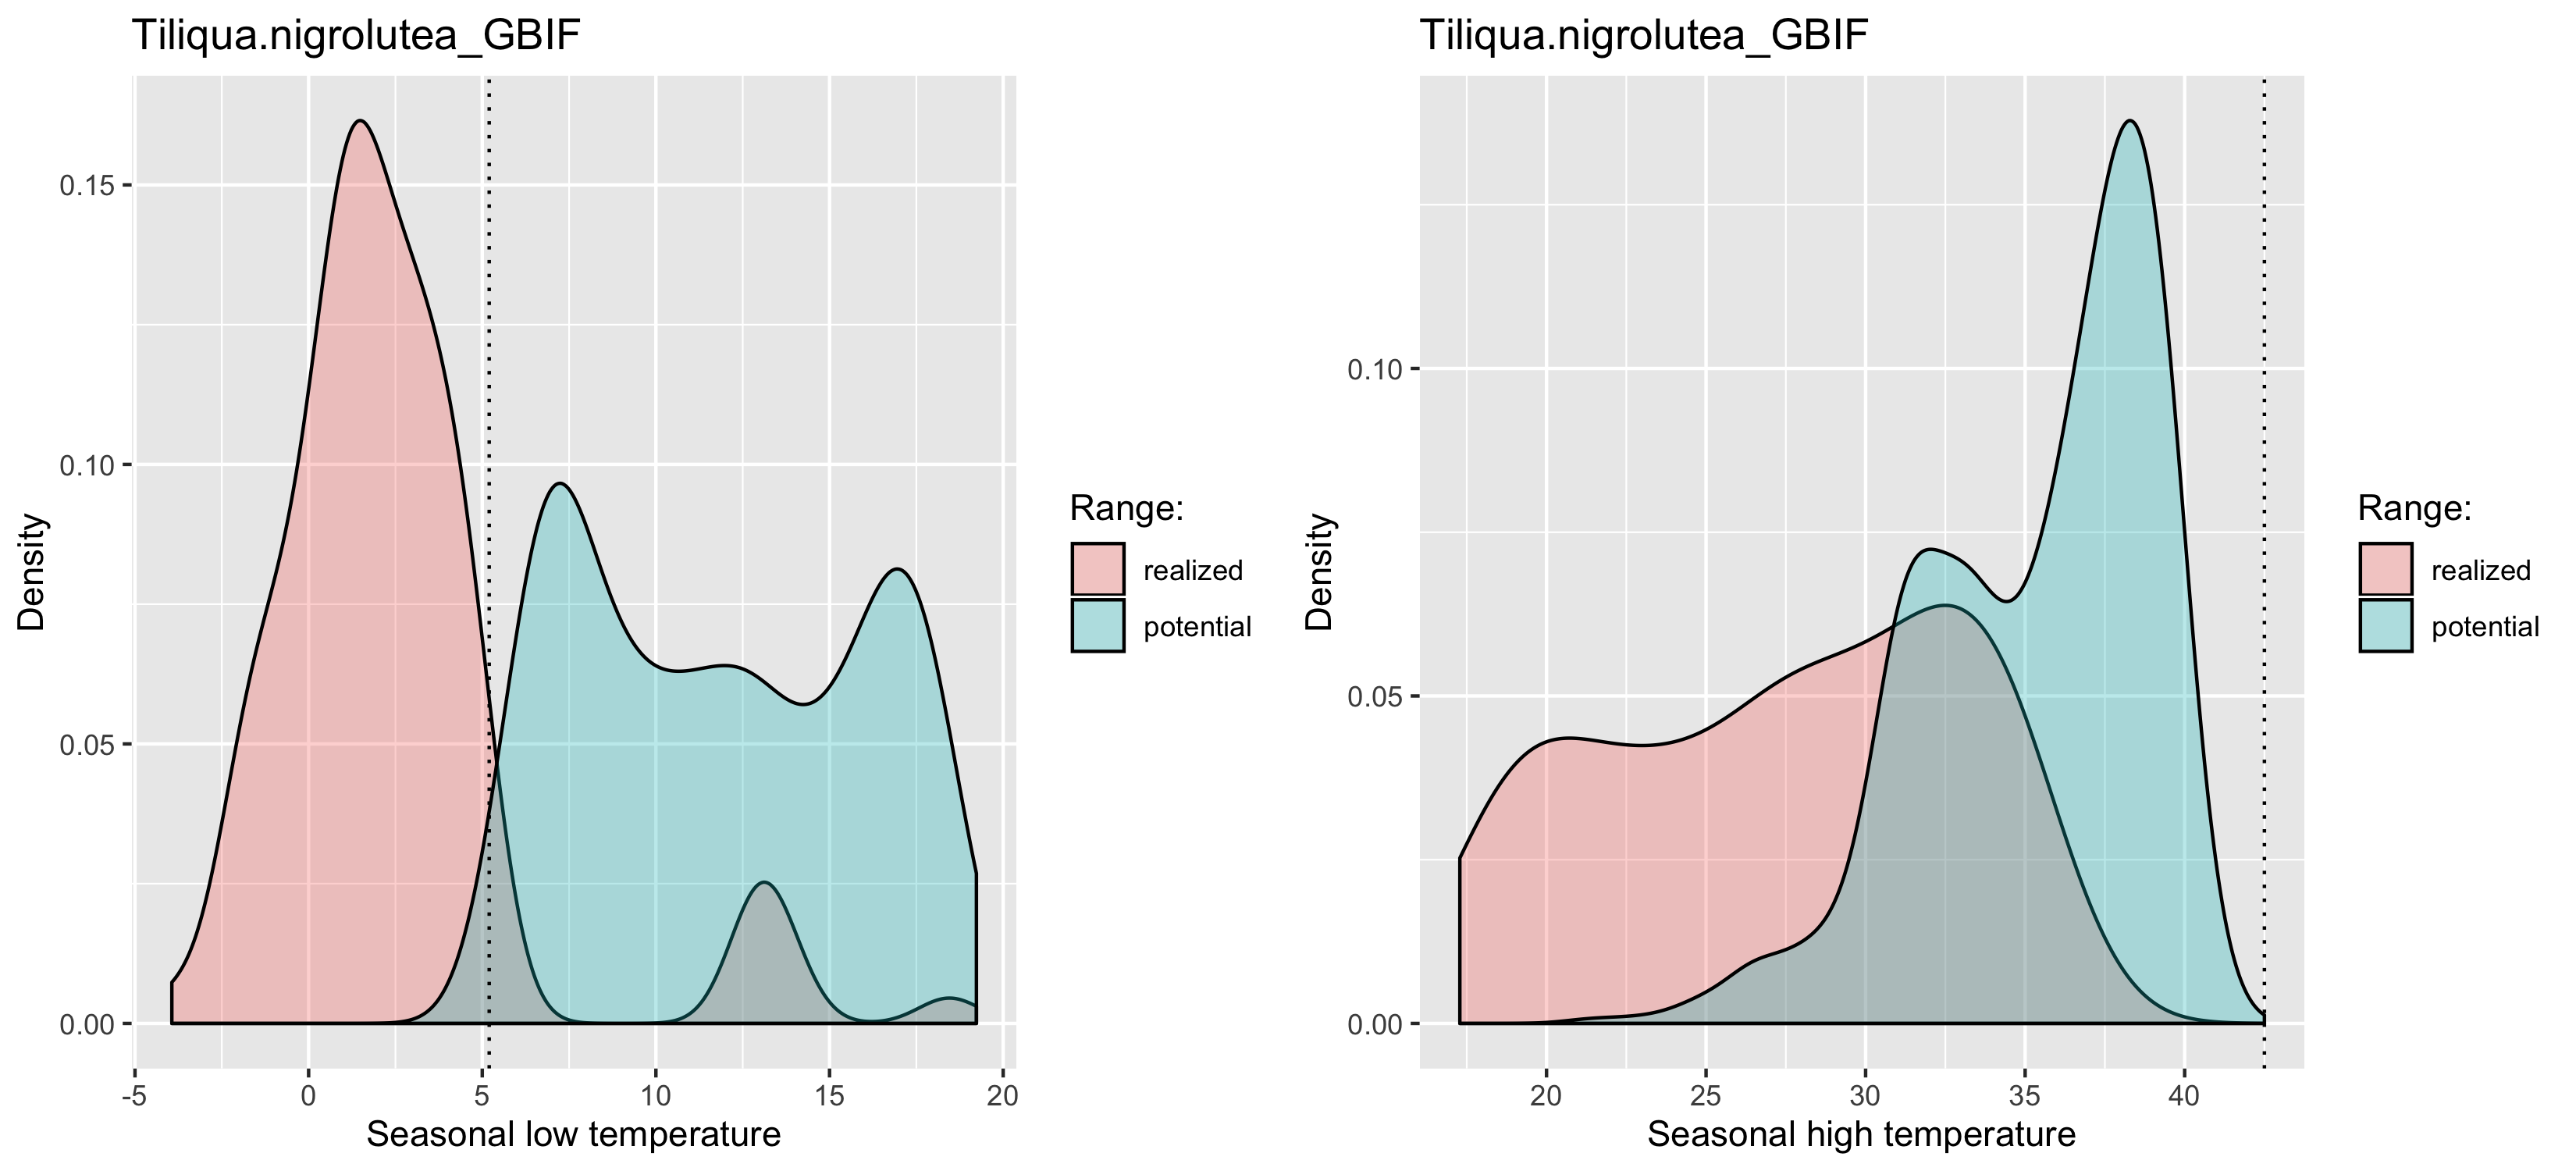 Tiliqua.nigrolutea_GBIF
Density
0.15
0.10
0.05
0.00
-5 0 5 10 15 20
Seasonal low temperature
Range:
realized
potential
Tiliqua.nigrolutea_GBIF
Density
0.10
0.05
0.00
20 25 30 35 40
Seasonal high temperature
Range:
realized
potential